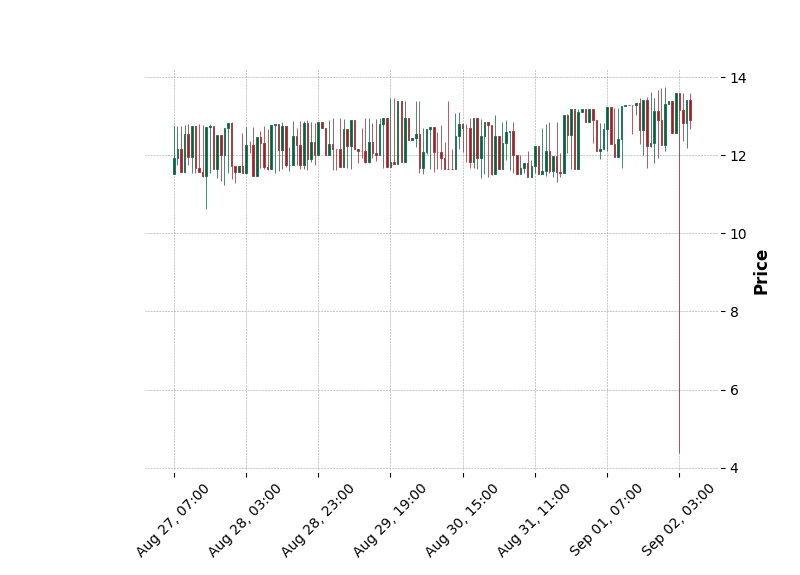 14
12
10
8
6
4
Price
Aug 27, 07:00
Aug 28, 03:00
Aug 28, 23:00
Aug 29, 19:00
Aug 30, 15:00
Aug 31, 11:00
Sep 01, 07:00
Sep 02, 03:00